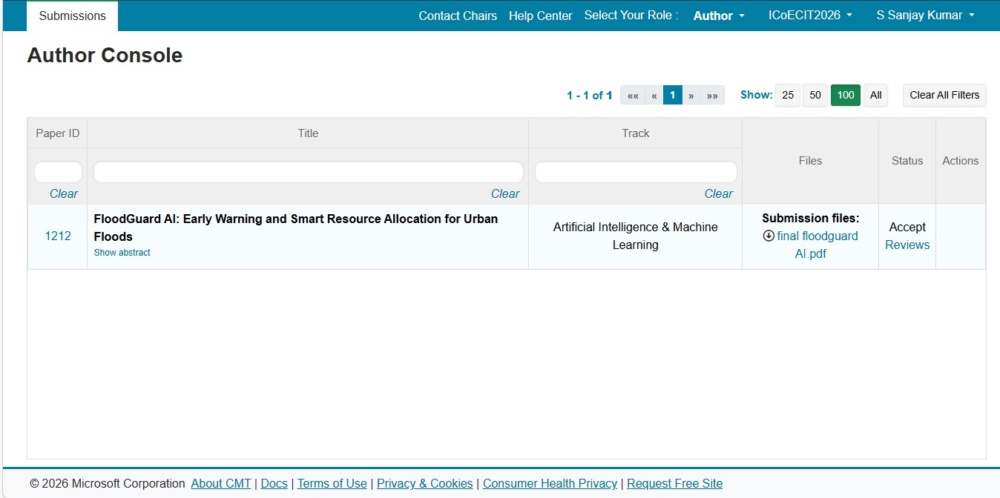 Submissions
Contact Chairs Help Center Select Your Role : Author ICoECIT2026 S Sanjay Kumar
Author Console
1 - 1 of 1 «« « 1 » »» Show: 25 50 100 All Clear All Filters
Paper ID Title Track Files Status Actions
Clear Clear Clear
1212
FloodGuard AI: Early Warning and Smart Resource Allocation for Urban
Floods
Show abstract
Artificial Intelligence & Machine
Learning
Submission files:
final floodguard
AI.pdf
Accept
Reviews
© 2026 Microsoft Corporation About CMT | Docs | Terms of Use | Privacy & Cookies | Consumer Health Privacy | Request Free Site